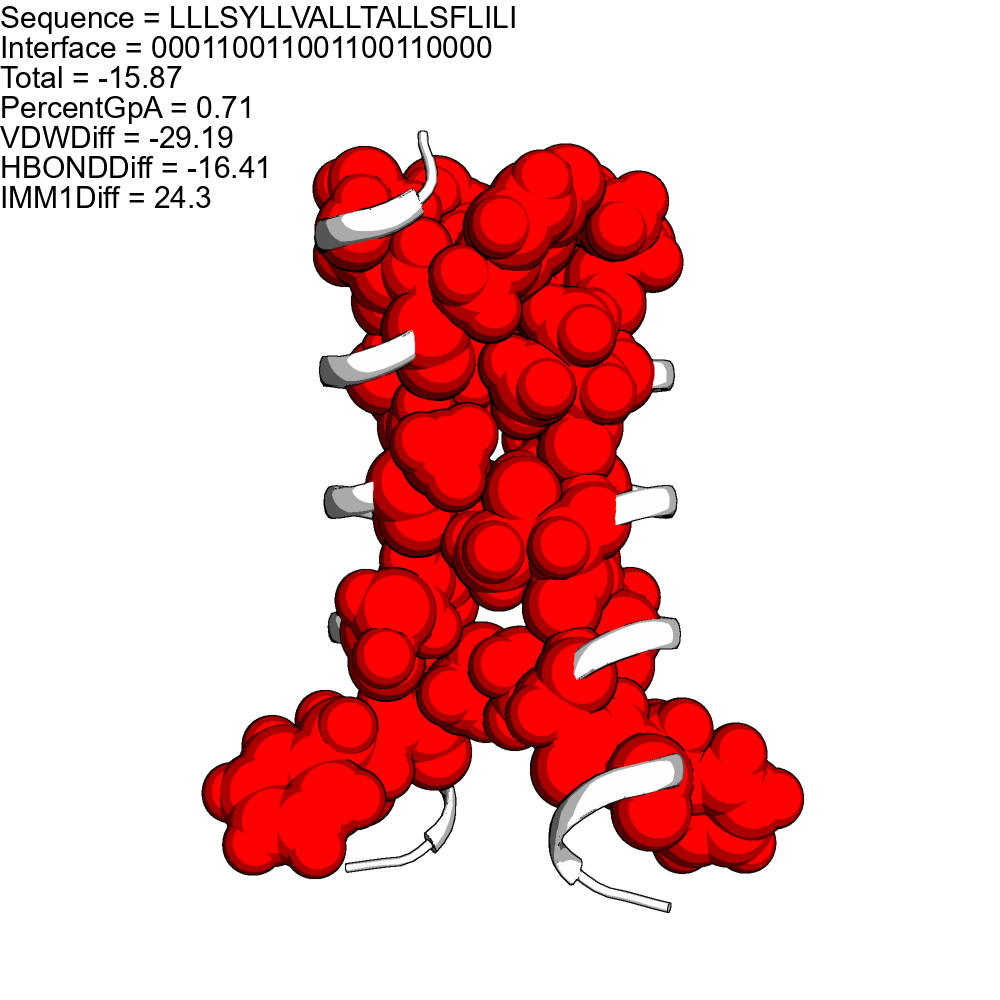 Sequence = LLLSYLLVALLTALLSFLILI
Interface = 000110011001100110000
Total = -15.87
PercentGpA = 0.71
VDWDiff = -29.19
HBONDDiff = -16.41
IMM1Diff = 24.3